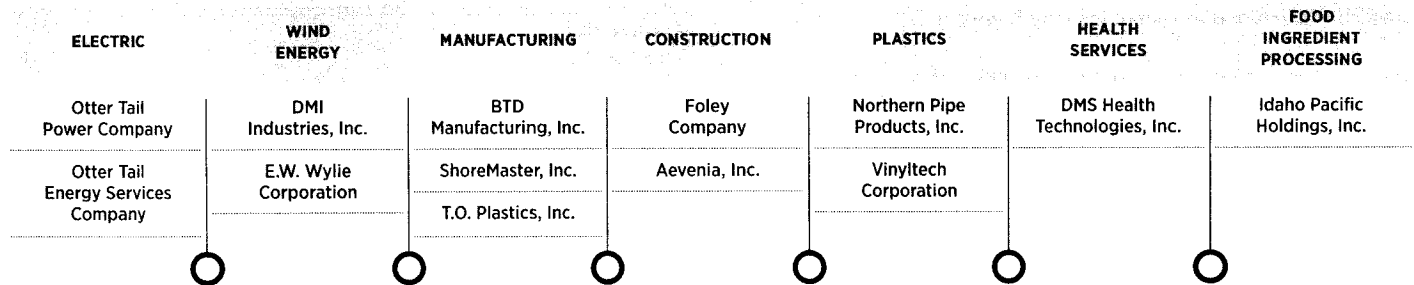 ELECTRIC
WIND
ENERGY
MANUFACTURING
CONSTRUCTION
PLASTICS
HEALTH
SERVICES
FOOD
INGREDIENT
PROCESSING
Otter Tail
Power Company
Otter Tail
Energy Services
Company
DMI
Industries, Inc.
E.W. Wylie
Corporation
BTD
Manufacturing, Inc.
ShoreMaster, Inc.
T.O. Plastics, Inc.
Foley
Company
Aevenia, Inc.
Northern Pipe
Products, Inc.
Vinyltech
Corporation
DMS Health
Technologies, Inc.
Idaho Pacific
Holdings, Inc.